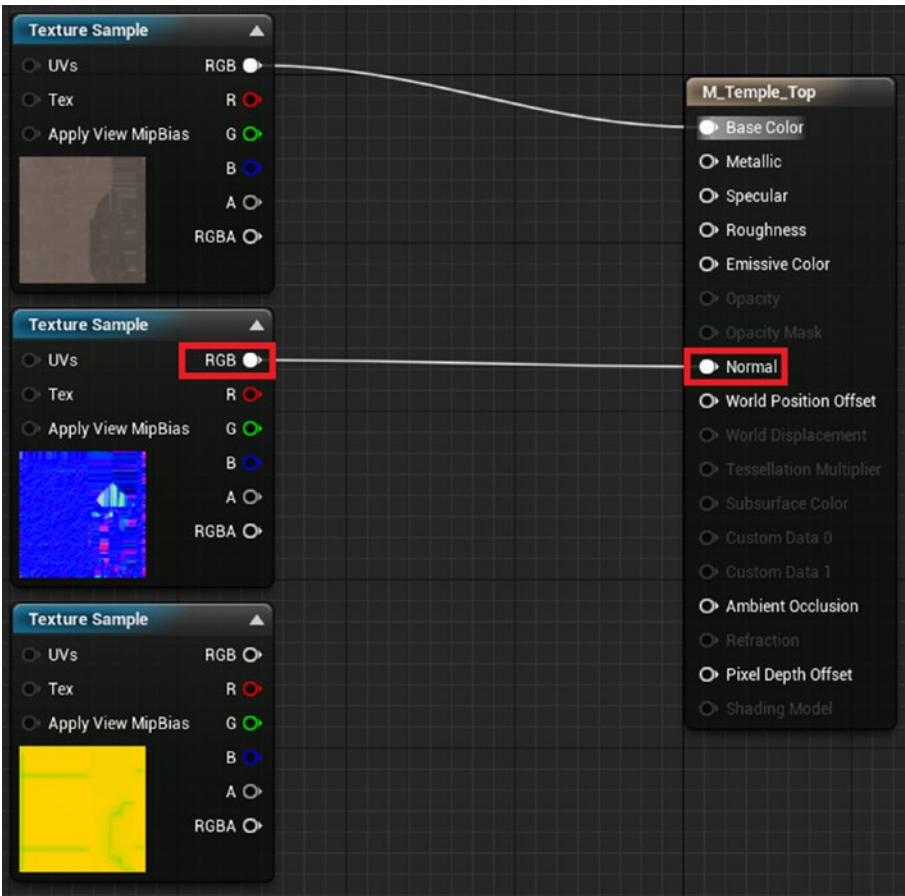 Texture Sample
UVs RGB
Tex R
Apply View MipBias G
B
A
RGBA
Texture Sample
UVs RGB
Tex R
Apply View MipBias G
B
A
RGBA
Texture Sample
UVs RGB
Tex R
Apply View MipBias G
B
A
RGBA
M_Temple_Top
Base Color
Metallic
Specular
Roughness
Emissive Color
Opacity
Opacity Mask
Normal
World Position Offset
World Displacement
Tessellation Multiplier
Subsurface Color
Custom Data 0
Custom Data 1
Ambient Occlusion
Refraction
Pixel Depth Offset
Shading Model